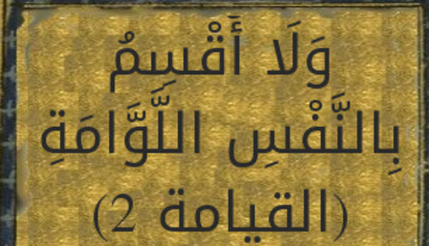 وَلَا أَقْسِمُ
بِالنَّفْسِ اللَّوَّامَةِ
(القيامة 2)